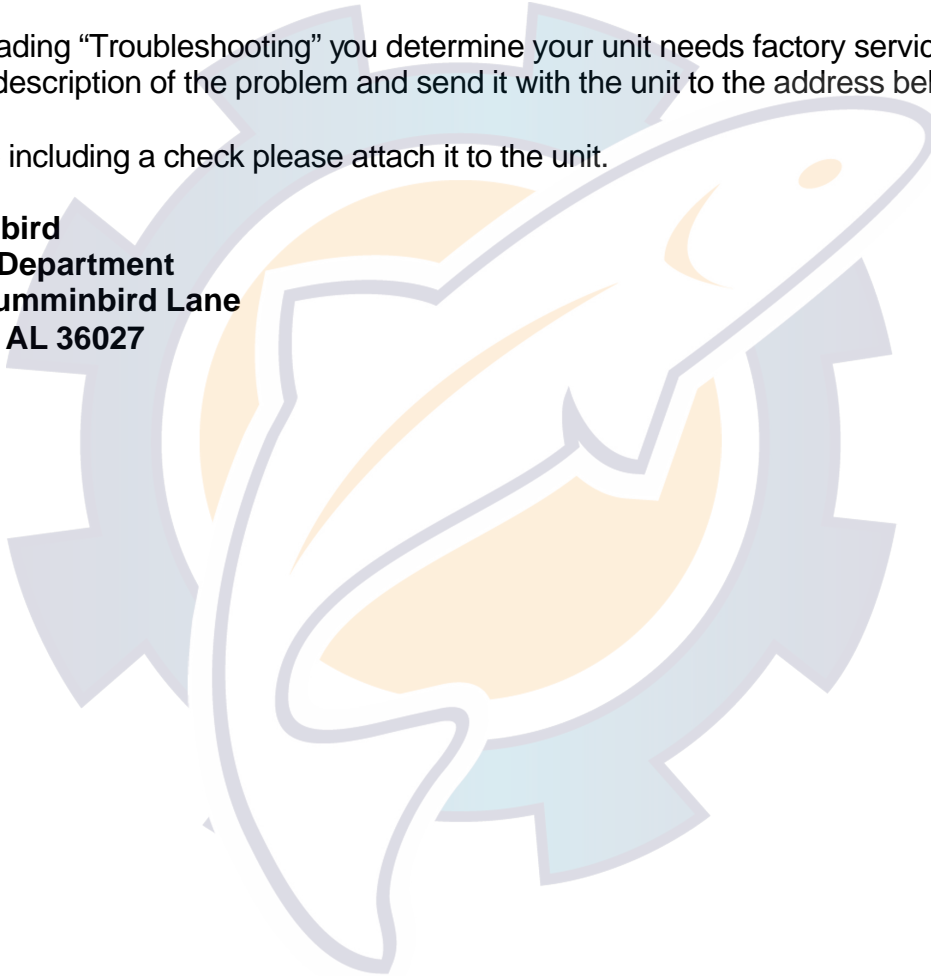 ading “Troubleshooting” you determine your unit needs factory servic
description of the problem and send it with the unit to the address bel
including a check please attach it to the unit.
bird
Department
umminbird Lane
AL 36027